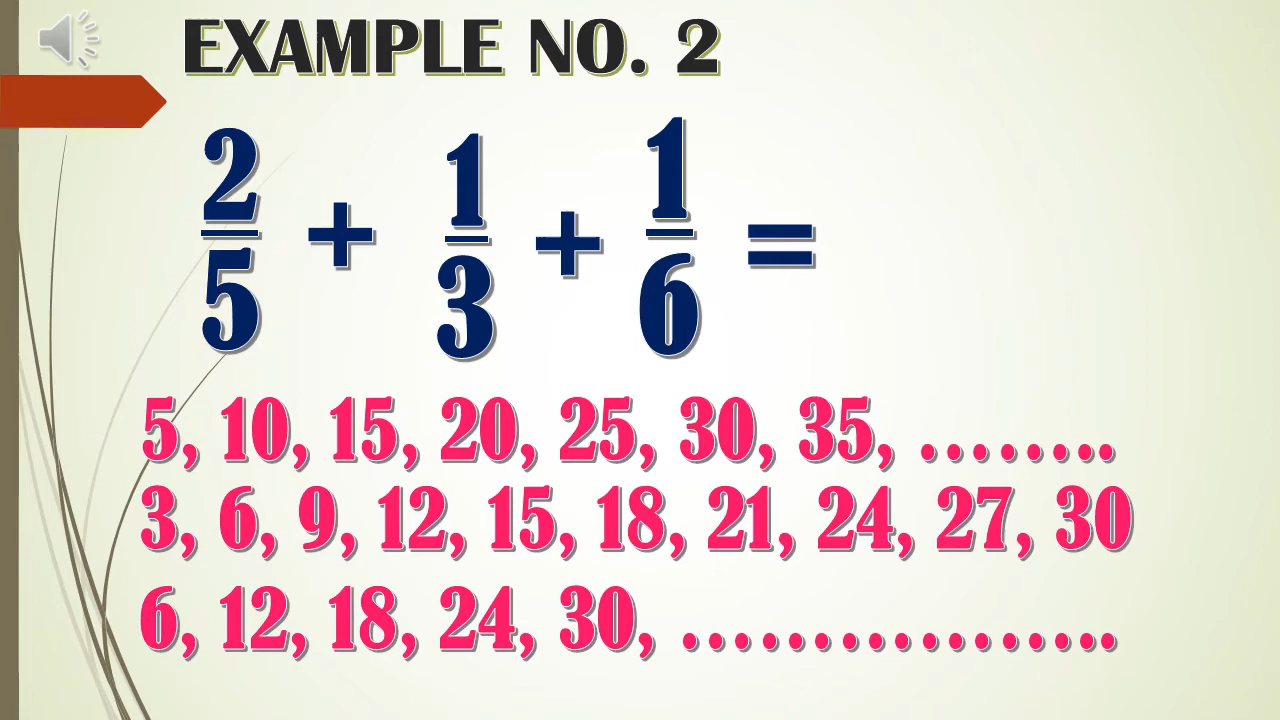 EXAMPLE NO. 2
2/5 + 1/3 + 1/6 =
5, 10, 15, 20, 25, 30, 35, ........
3, 6, 9, 12, 15, 18, 21, 24, 27, 30
6, 12, 18, 24, 30, .................